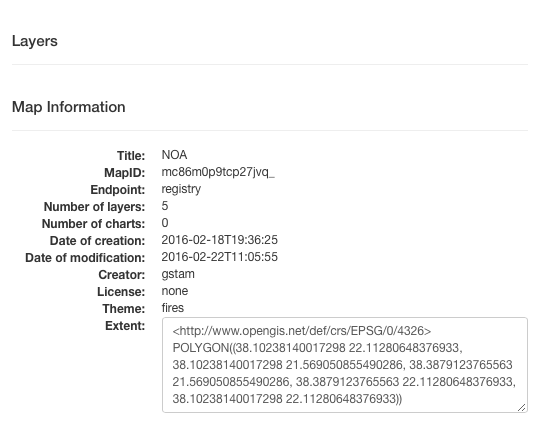 Layers
Map Information
Title: NOA
MapID: mc86m0p9tcp27jvq_
Endpoint: registry
Number of layers: 5
Number of charts: 0
Date of creation: 2016-02-18T19:36:25
Date of modification: 2016-02-22T11:05:55
Creator: gstam
License: none
Theme: fires
Extent: <http://www.opengis.net/def/crs/EPSG/0/4326>
POLYGON((38.10238140017298 22.11280648376933,
38.10238140017298 21.569050855490286, 38.3879123765563
21.569050855490286, 38.3879123765563 22.11280648376933,
38.10238140017298 22.11280648376933))